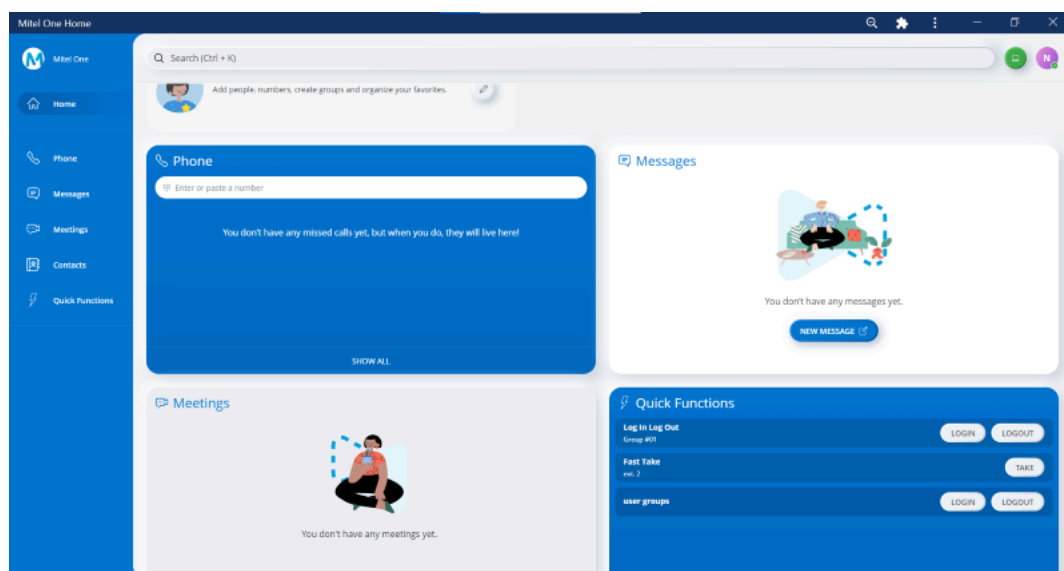 Mitel One Home
Mitel One
Search (Ctrl + K)
N
Home
Add people, numbers, create groups and organize your favorites.
Phone
Messages
Meetings
Contacts
Quick Functions
Phone
Enter or paste a number
You don't have any missed calls yet, but when you do, they will live here!
SHOW ALL
Messages
You don't have any messages yet.
NEW MESSAGE
Meetings
You don't have any meetings yet.
Quick Functions
Log In Log Out
Group #01
LOGIN
LOGOUT
Fast Take
ext. 2
TAKE
user groups
LOGIN
LOGOUT